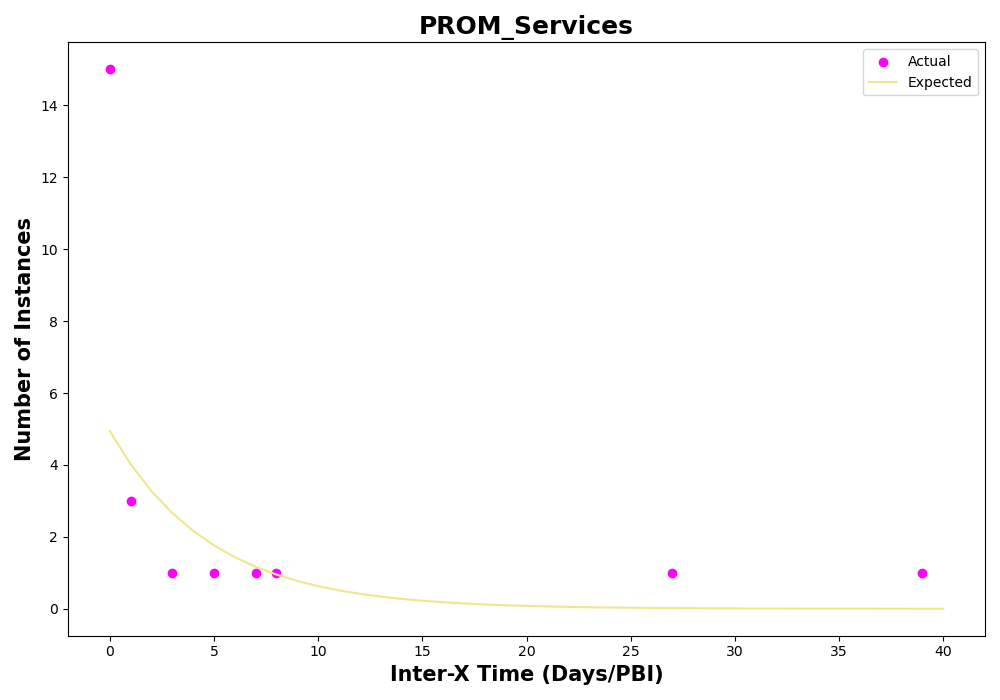 PROM_Services
Actual
Expected
Number of Instances
14
12
10
8
6
4
2
0
0 5 10 15 20 25 30 35 40
Inter-X Time (Days/PBI)